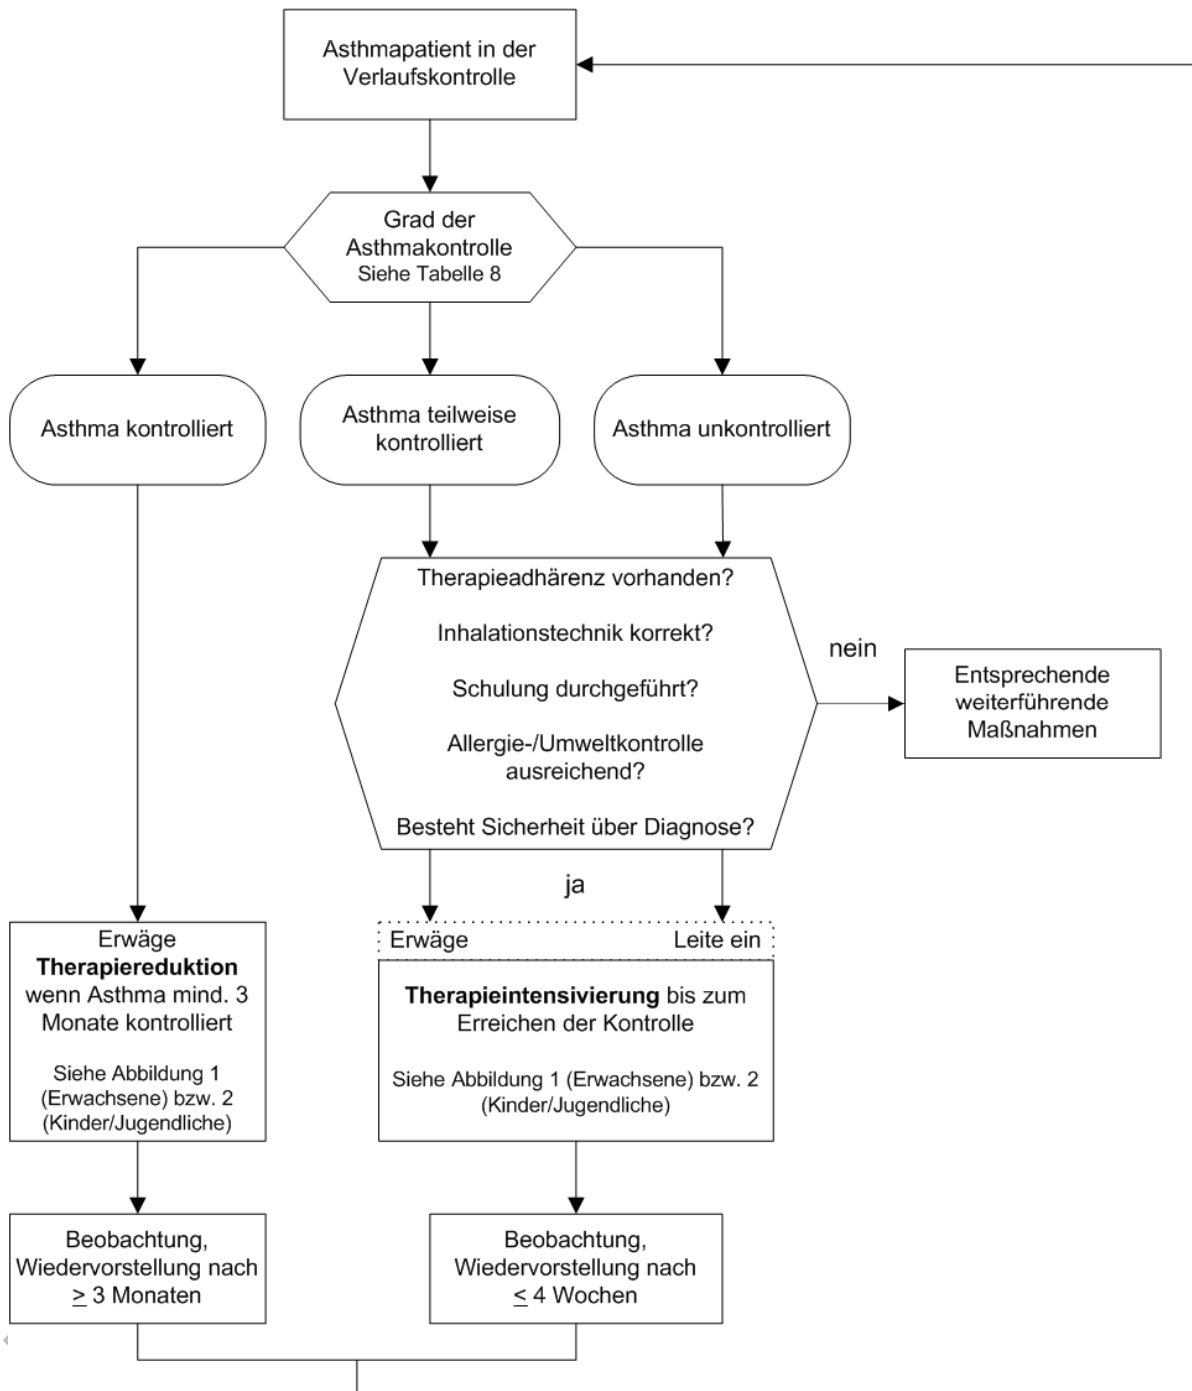 Asthmapatient in der
Verlaufskontrolle
Grad der
Asthmakontrolle
Siehe Tabelle 8
Asthma kontrolliert
Asthma teilweise
kontrolliert
Asthma unkontrolliert
Therapieadhärenz vorhanden?
Inhalationstechnik korrekt?
Schulung durchgeführt?
Allergie-/Umweltkontrolle
ausreichend?
Besteht Sicherheit über Diagnose?
nein
Entsprechende
weiterführende
Maßnahmen
ja
Erwäge
Therapiereduktion
wenn Asthma mind. 3
Monate kontrolliert
Siehe Abbildung 1
(Erwachsene) bzw. 2
(Kinder/Jugendliche)
Erwäge Leite ein
Therapieintensivierung bis zum
Erreichen der Kontrolle
Siehe Abbildung 1 (Erwachsene) bzw. 2
(Kinder/Jugendliche)
Beobachtung,
Wiedervorstellung nach
≥ 3 Monaten
Beobachtung,
Wiedervorstellung nach
≤ 4 Wochen